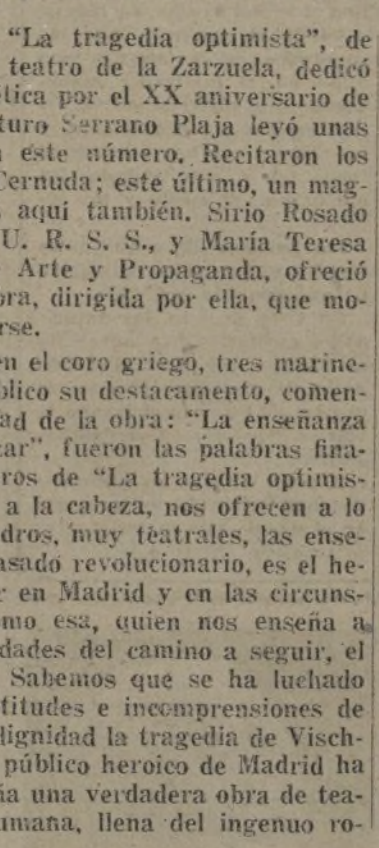 “La tragedia optimista”, de
teatro de la Zarzuela, dedicó
ética por el XX aniversario de
turo Serrano Plaja leyó unas
este número. Recitaron los
Cernuda; este último, un mag-
aquí también. Sirio Rosado
U. R. S. S., y María Teresa
Arte y Propaganda, ofreció
ora, dirigida por ella, que mo-
rse.
en el coro griego, tres marine-
blico su destacamento, comen-
ad de la obra: “La enseñanza
zar”, fueron las palabras fina-
ros de “La tragedia optimis-
a la cabeza, nos ofrecen a lo
dros, muy teatrales, las ense-
asado revolucionario, es el he-
r en Madrid y en las circuns-
mo esa, quien nos enseña a
dades del camino a seguir, el
Sabemos que se ha luchado
titudes e incomprensiones de
dignidad la tragedia de Visch-
público heroico de Madrid ha
ña una verdadera obra de tea-
umana, llena del ingenuo ro-